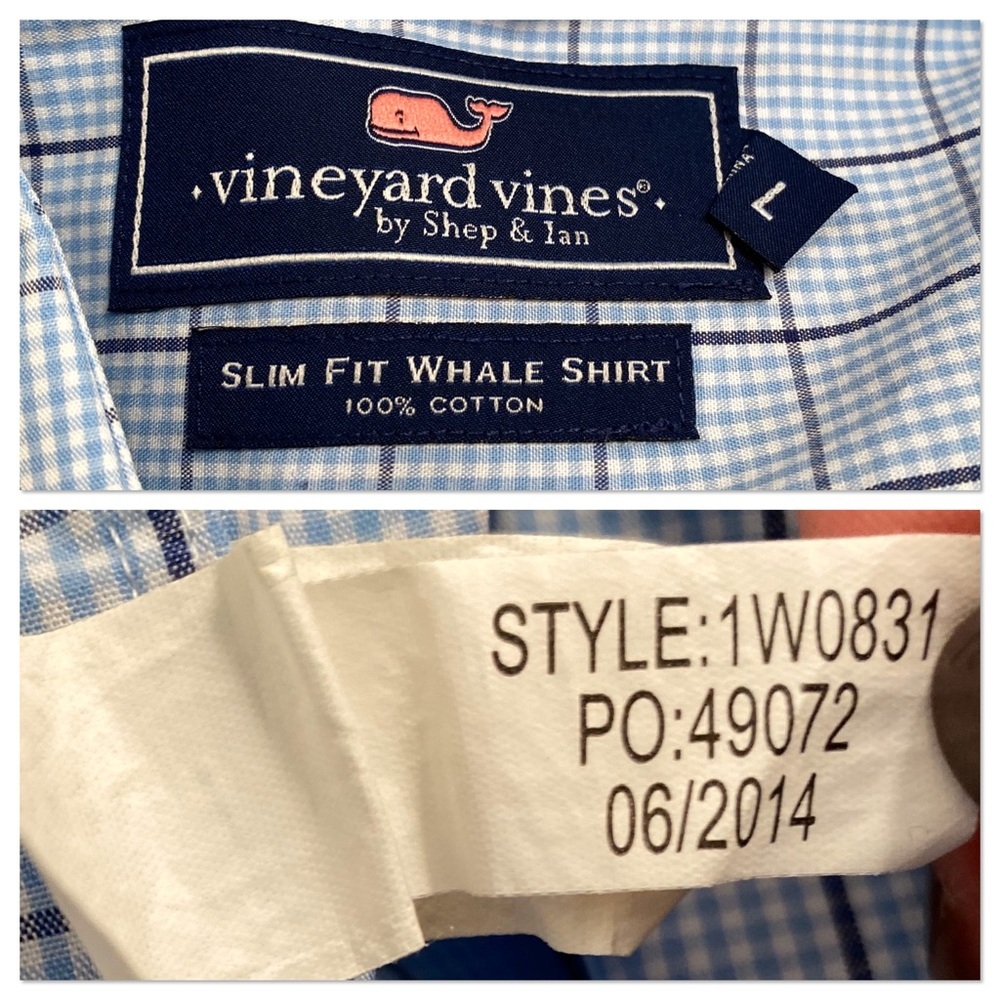 vineyard vines®
by Shep & Ian
L
SLIM FIT WHALE SHIRT
100% COTTON
STYLE:1W0831
PO:49072
06/2014